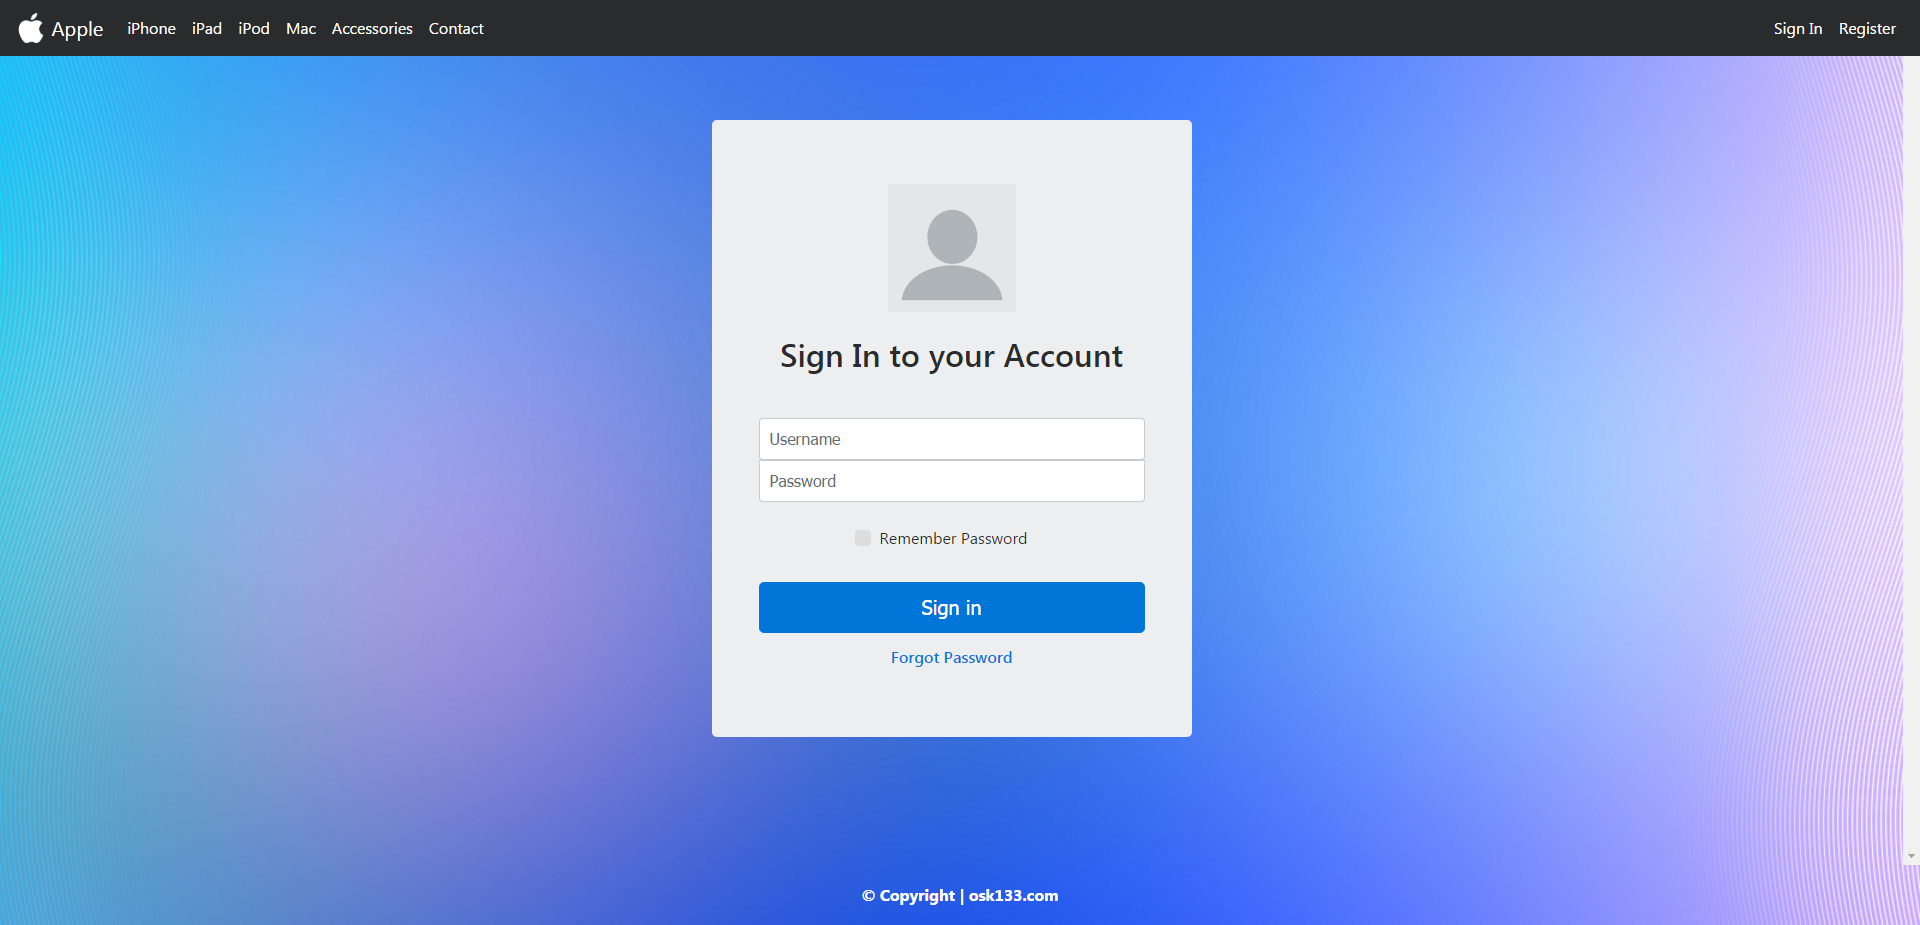 Apple iPhone iPad iPod Mac Accessories Contact Sign In Register
Sign In to your Account
Username
Password
Remember Password
Sign in
Forgot Password
© Copyright | osk133.com